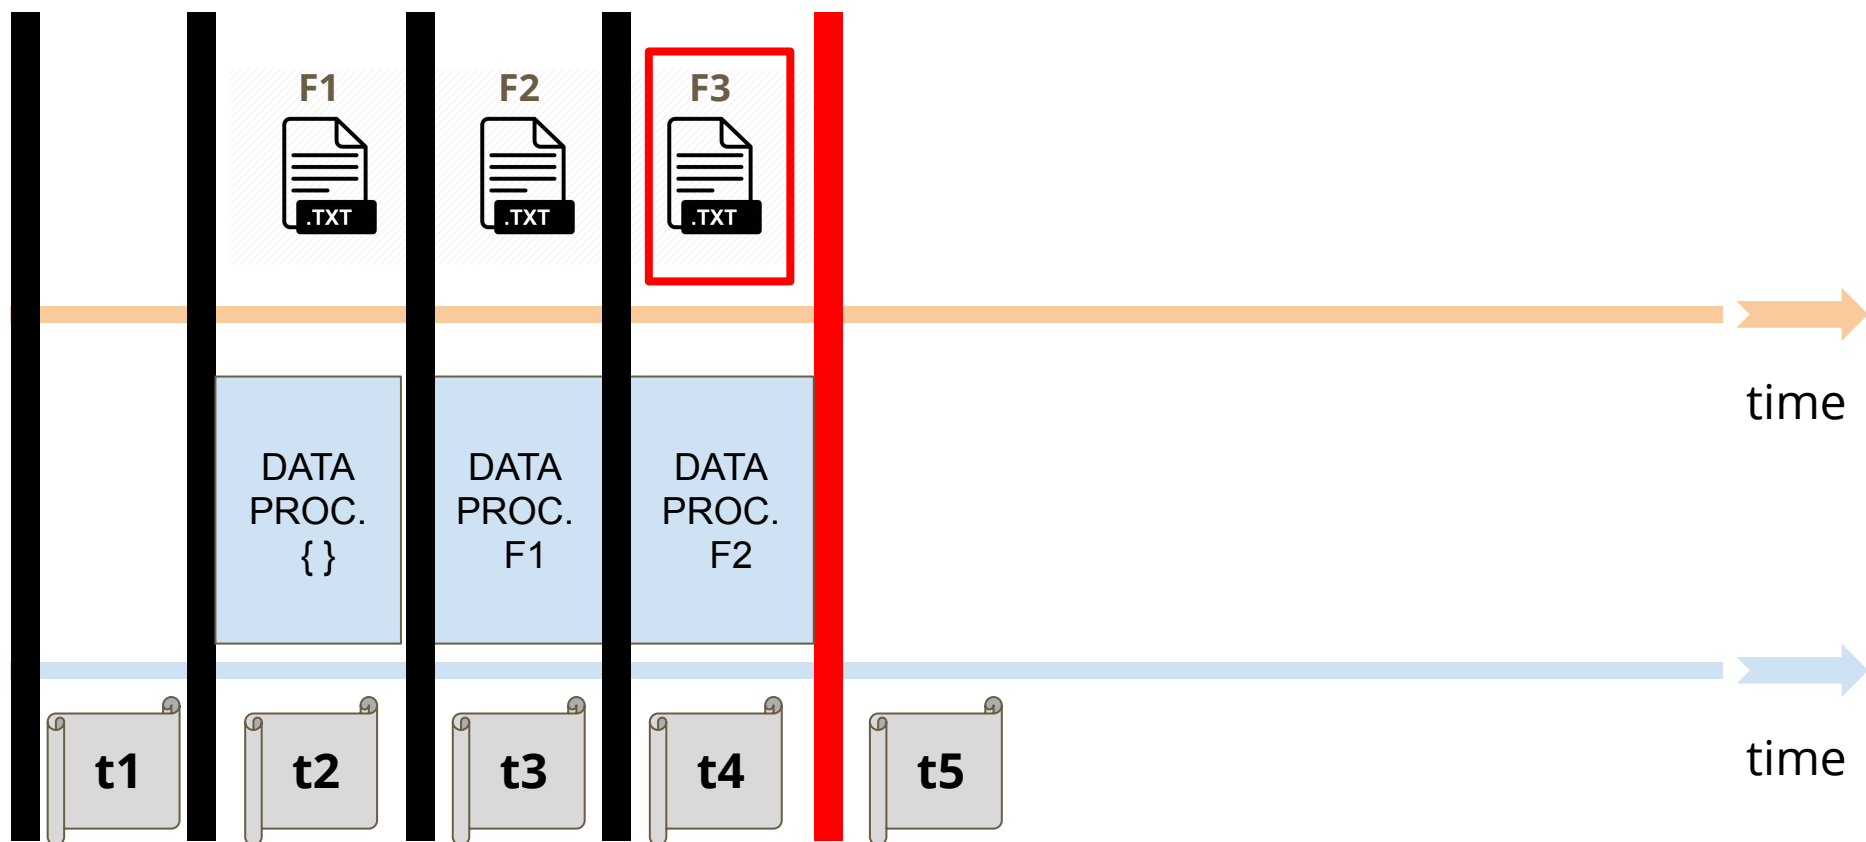 F1
F2
F3
.TXT
.TXT
.TXT
time
DATA
PROC.
{ }
DATA
PROC.
F1
DATA
PROC.
F2
time
t1
t2
t3
t4
t5